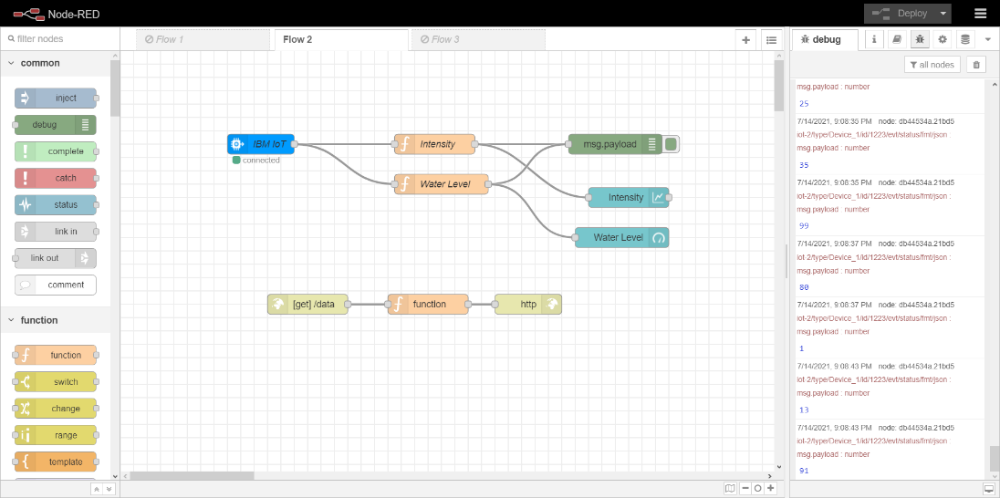 Node-RED
Deploy
filter nodes
Flow 1
Flow 2
Flow 3
debug
i
all nodes
common
inject
debug
complete
catch
status
link in
link out
comment
function
function
switch
change
range
template
IBM IoT
connected
Intensity
Water Level
msg.payload
Intensity
Water Level
[get] /data
function
http
msg.payload : number
25
7/14/2021, 9:08:35 PM node: db44534a.21bd5
iot-2/type/Device_1/id/1223/evt/status/fmt/json :
msg.payload : number
35
7/14/2021, 9:08:35 PM node: db44534a.21bd5
iot-2/type/Device_1/id/1223/evt/status/fmt/json :
msg.payload : number
99
7/14/2021, 9:08:37 PM node: db44534a.21bd5
iot-2/type/Device_1/id/1223/evt/status/fmt/json :
msg.payload : number
80
7/14/2021, 9:08:37 PM node: db44534a.21bd5
iot-2/type/Device_1/id/1223/evt/status/fmt/json :
msg.payload : number
1
7/14/2021, 9:08:43 PM node: db44534a.21bd5
iot-2/type/Device_1/id/1223/evt/status/fmt/json :
msg.payload : number
13
7/14/2021, 9:08:43 PM node: db44534a.21bd5
iot-2/type/Device_1/id/1223/evt/status/fmt/json :
msg.payload : number
91